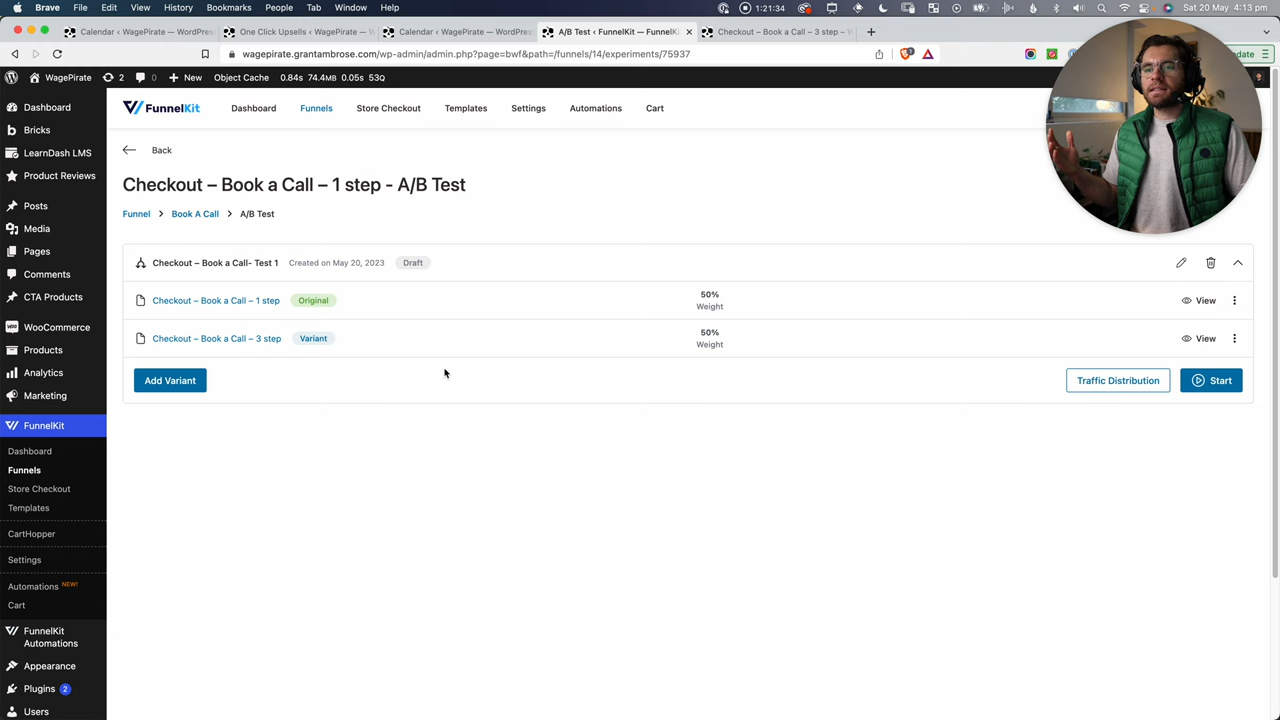 Brave File Edit View History Bookmarks People Tab Window Help
1:21:34
Sat 20 May 4:13 pm
Calendar ‹ WagePirate — WordPre
One Click Upsells ‹ WagePirate — W
Calendar ‹ WagePirate — WordPres
A/B Test ‹ FunnelKit — FunnelKi
Checkout – Book a Call – 3 step – W
wagepirate.grantambrose.com/wp-admin/admin.php?page=bwf&path=/funnels/14/experiments/75937
WagePirate 2 0 New Object Cache 0.84s 74.4MB 0.05s 53Q
FunnelKit
Dashboard Funnels Store Checkout Templates Settings Automations Cart
Dashboard
Bricks
LearnDash LMS
Product Reviews
Posts
Media
Pages
Comments
CTA Products
WooCommerce
Products
Analytics
Marketing
FunnelKit
Dashboard
Funnels
Store Checkout
Templates
CartHopper
Settings
Automations NEW!
Cart
FunnelKit
Automations
Appearance
Plugins 2
Users
Back
Checkout – Book a Call – 1 step - A/B Test
Funnel > Book A Call > A/B Test
Checkout – Book a Call- Test 1 Created on May 20, 2023 Draft
Checkout – Book a Call – 1 step Original 50% View
Weight
Checkout – Book a Call – 3 step Variant 50% View
Weight
Add Variant Traffic Distribution Start